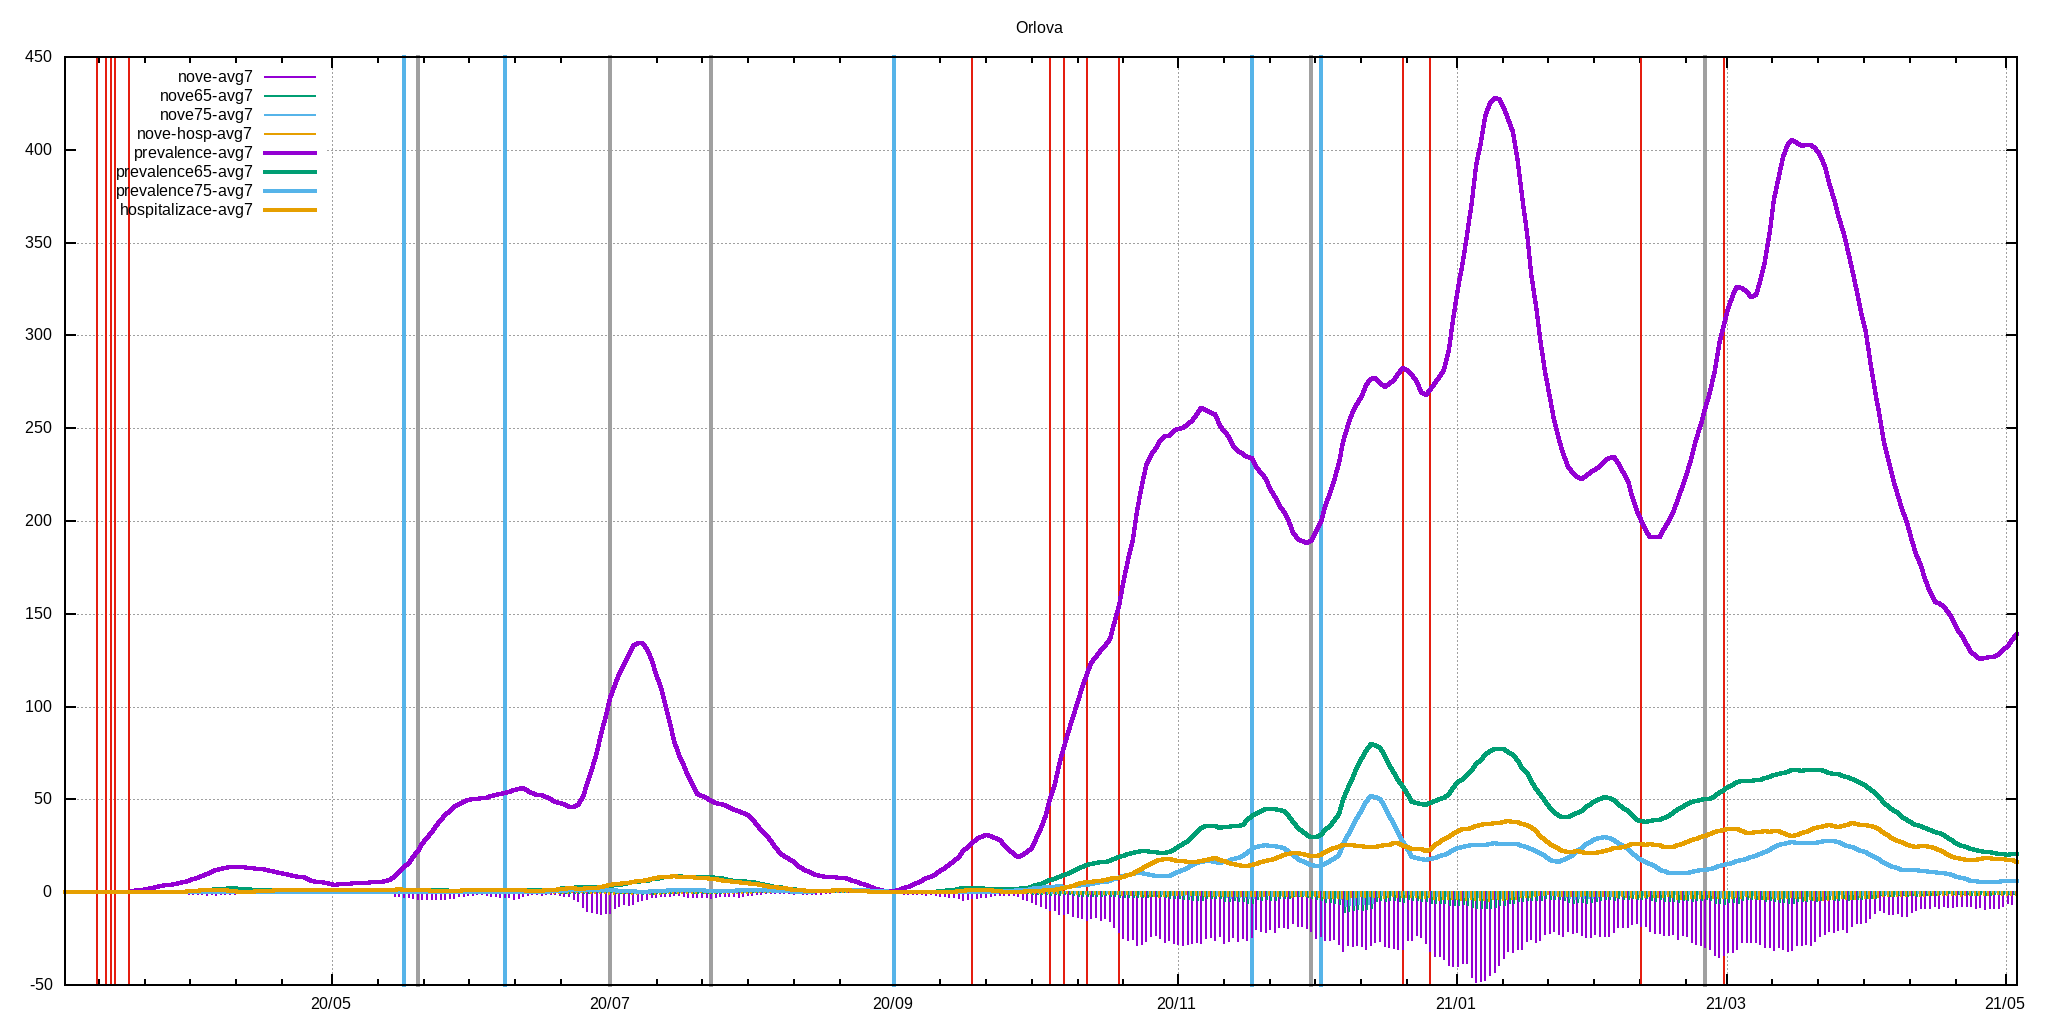 Orlova
450
400
350
300
250
200
150
100
50
0
-50
nove-avg7
nove65-avg7
nove75-avg7
nove-hosp-avg7
prevalence-avg7
prevalence65-avg7
prevalence75-avg7
hospitalizace-avg7
20/05 20/07 20/09 20/11 21/01 21/03 21/05